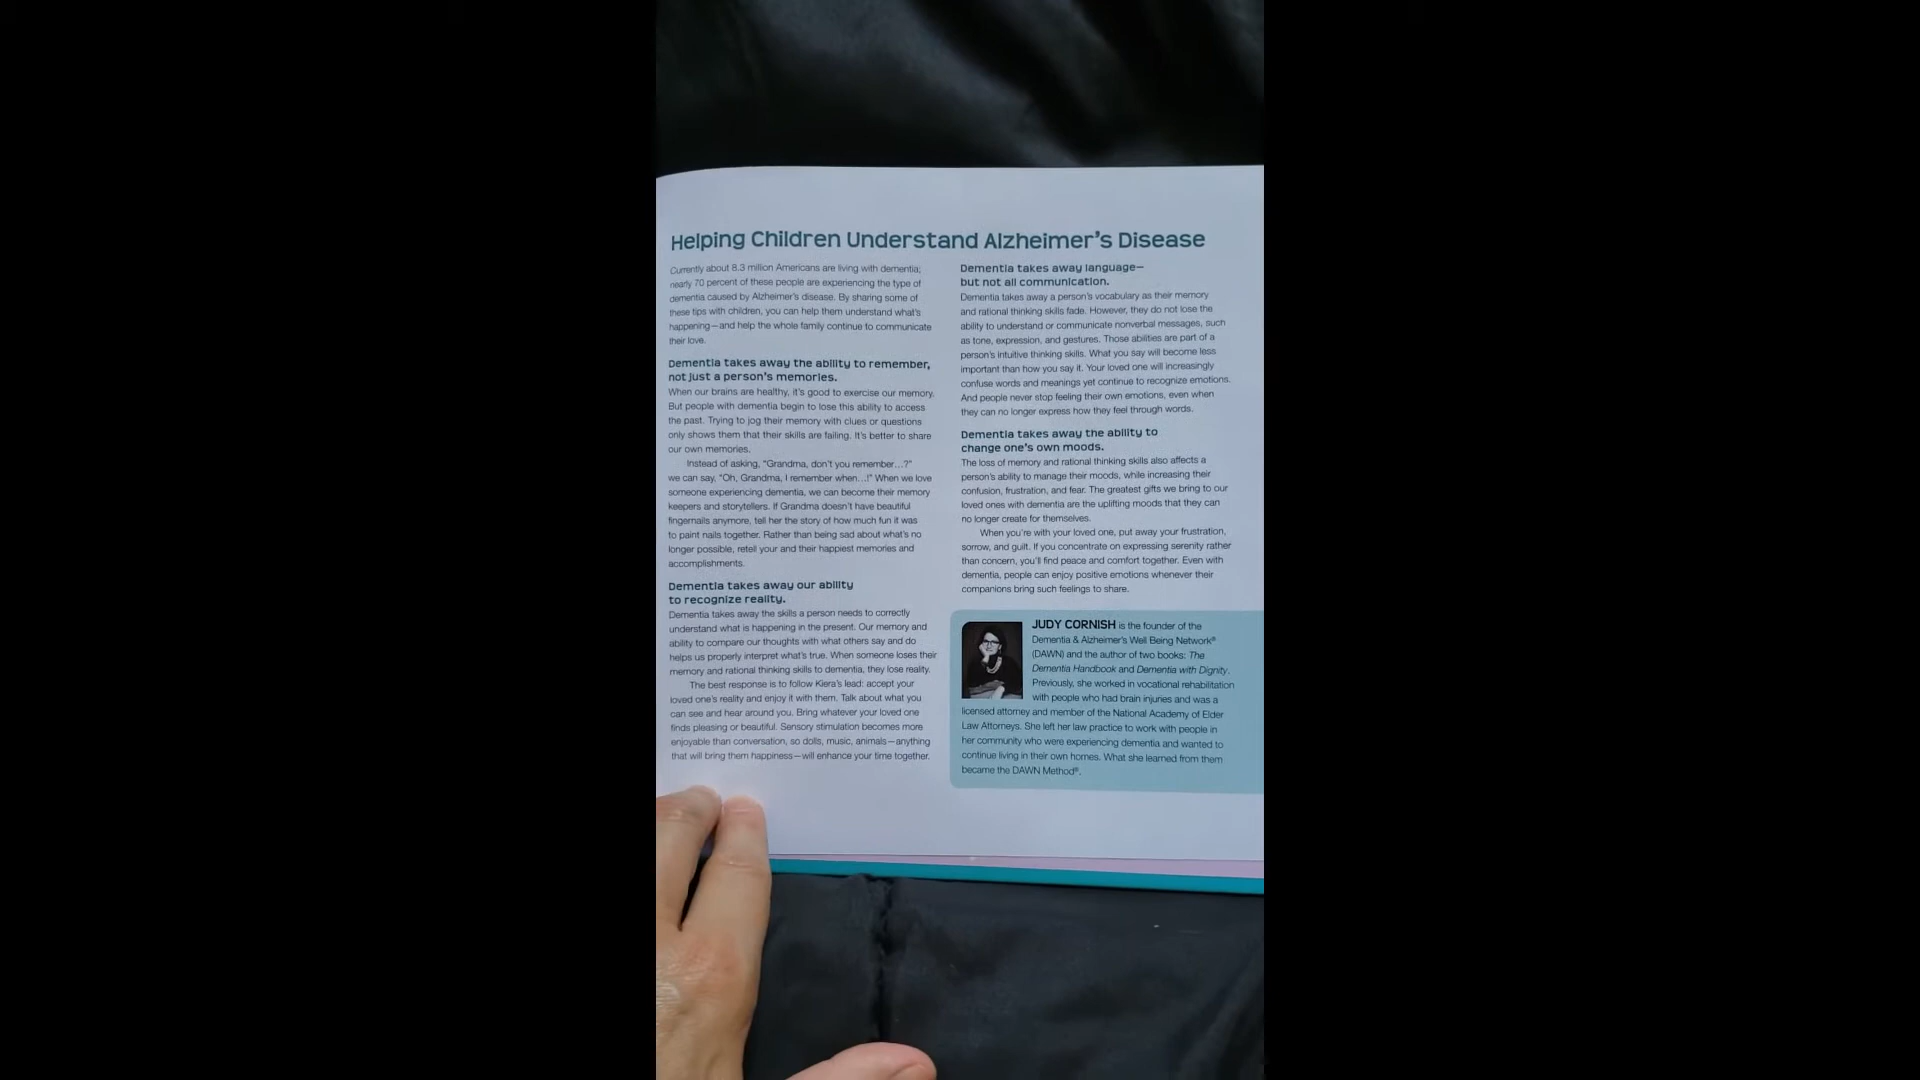 Helping Children Understand Alzheimer's Disease
Currently about 8.3 million Americans are living with dementia;
nearly 70 percent of these people are experiencing the type of
dementia caused by Alzheimer's disease. By sharing some of
these tips with children, you can help them understand what's
happening—and help the whole family continue to communicate
their love.
Dementia takes away the ability to remember,
not just a person's memories.
When our brains are healthy, it's good to exercise our memory.
But people with dementia begin to lose this ability to access
the past. Trying to jog their memory with clues or questions
only shows them that their skills are failing. It's better to share
our own memories.
Instead of asking, "Grandma, don't you remember...?"
we can say, "Oh, Grandma, I remember when...!" When we love
someone experiencing dementia, we can become their memory
keepers and storytellers. If Grandma doesn't have beautiful
fingernails anymore, tell her the story of how much fun it was
to paint nails together. Rather than being sad about what's no
longer possible, retell your and their happiest memories and
accomplishments.
Dementia takes away our ability
to recognize reality.
Dementia takes away the skills a person needs to correctly
understand what is happening in the present. Our memory and
ability to compare our thoughts with what others say and do
helps us properly interpret what's true. When someone loses their
memory and rational thinking skills to dementia, they lose reality.
The best response is to follow Kiera's lead: accept your
loved one's reality and enjoy it with them. Talk about what you
can see and hear around you. Bring whatever your loved one
finds pleasing or beautiful. Sensory stimulation becomes more
enjoyable than conversation, so dolls, music, animals—anything
that will bring them happiness—will enhance your time together.
Dementia takes away language—
but not all communication.
Dementia takes away a person's vocabulary as their memory
and rational thinking skills fade. However, they do not lose the
ability to understand or communicate nonverbal messages, such
as tone, expression, and gestures. Those abilities are part of a
person's intuitive thinking skills. What you say will become less
important than how you say it. Your loved one will increasingly
confuse words and meanings yet continue to recognize emotions.
And people never stop feeling their own emotions, even when
they can no longer express how they feel through words.
Dementia takes away the ability to
change one's own moods.
The loss of memory and rational thinking skills also affects a
person's ability to manage their moods, while increasing their
confusion, frustration, and fear. The greatest gifts we bring to our
loved ones with dementia are the uplifting moods that they can
no longer create for themselves.
When you're with your loved one, put away your frustration,
sorrow, and guilt. If you concentrate on expressing serenity rather
than concern, you'll find peace and comfort together. Even with
dementia, people can enjoy positive emotions whenever their
companions bring such feelings to share.
JUDY CORNISH is the founder of the
Dementia & Alzheimer's Well Being Network®
(DAWN) and the author of two books: The
Dementia Handbook and Dementia with Dignity.
Previously, she worked in vocational rehabilitation
with people who had brain injuries and was a
licensed attorney and member of the National Academy of Elder
Law Attorneys. She left her law practice to work with people in
her community who were experiencing dementia and wanted to
continue living in their own homes. What she learned from them
became the DAWN Method®.